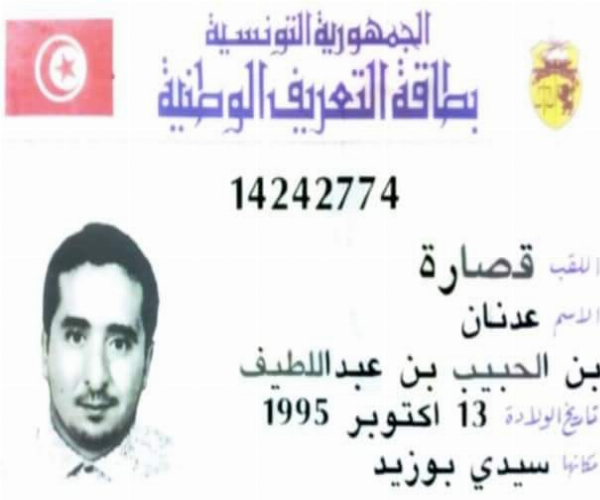 الجمهورية التونسية
بطاقة التعريف الوطنية
14242774
اللقب قصارة
الاسم عدنان
بن الحبيب بن عبداللطيف
تاريخ الولادة 13 اكتوبر 1995
مكانها سيدي بوزيد